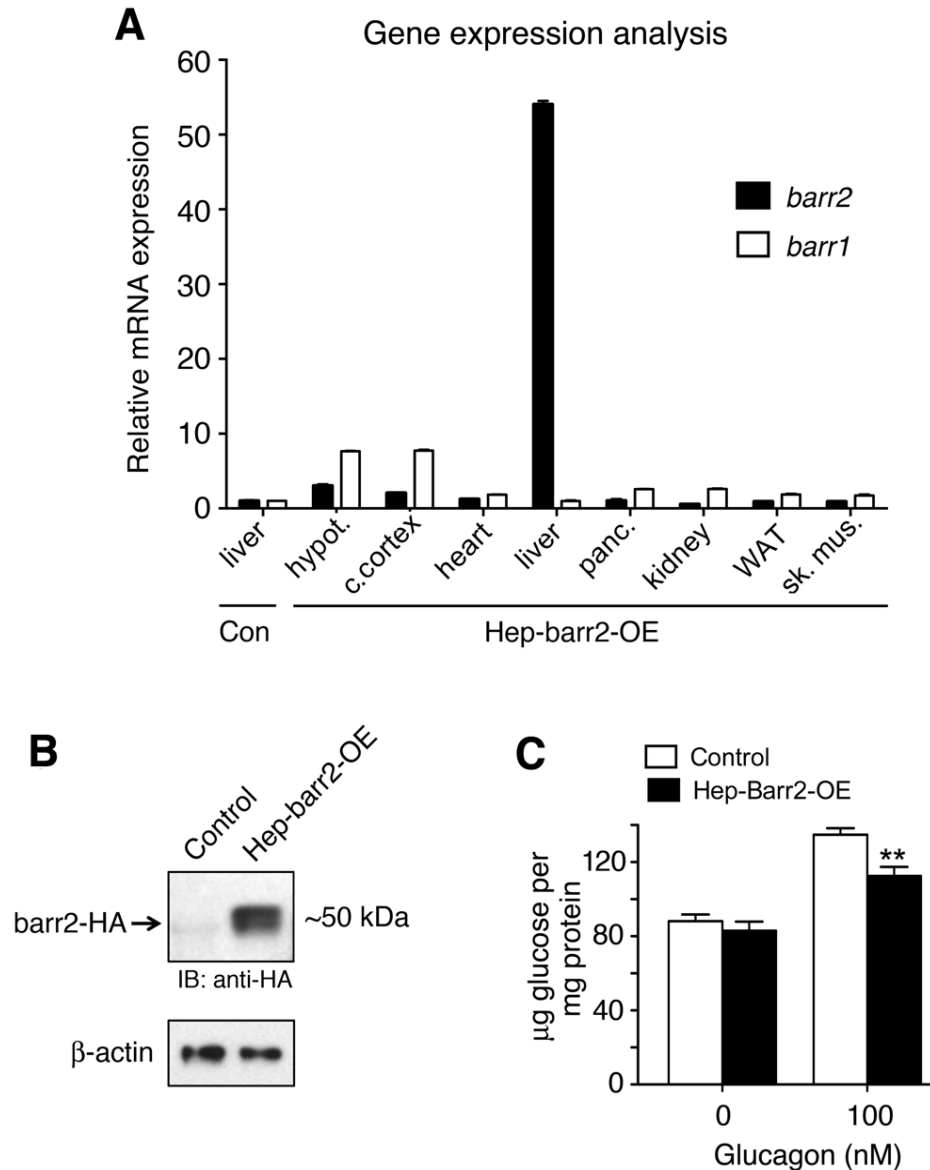 A
Gene expression analysis
Relative mRNA expression
60
50
40
30
20
10
0
barr2
barr1
liver
hypot.
c.cortex
heart
liver
panc.
kidney
WAT
sk. mus.
Con
Hep-barr2-OE
B
Control
Hep-barr2-OE
barr2-HA
~50 kDa
IB: anti-HA
β-actin
C
Control
Hep-Barr2-OE
µg glucose per
mg protein
120
80
40
0
**
0
100
Glucagon (nM)